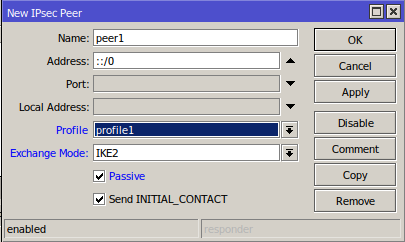 New IPsec Peer
Name: peer1
OK
Address: ::/0
Cancel
Port:
Apply
Local Address:
Profile profile1
Disable
Exchange Mode: IKE2
Comment
Passive
Copy
Send INITIAL_CONTACT
Remove
enabled responder